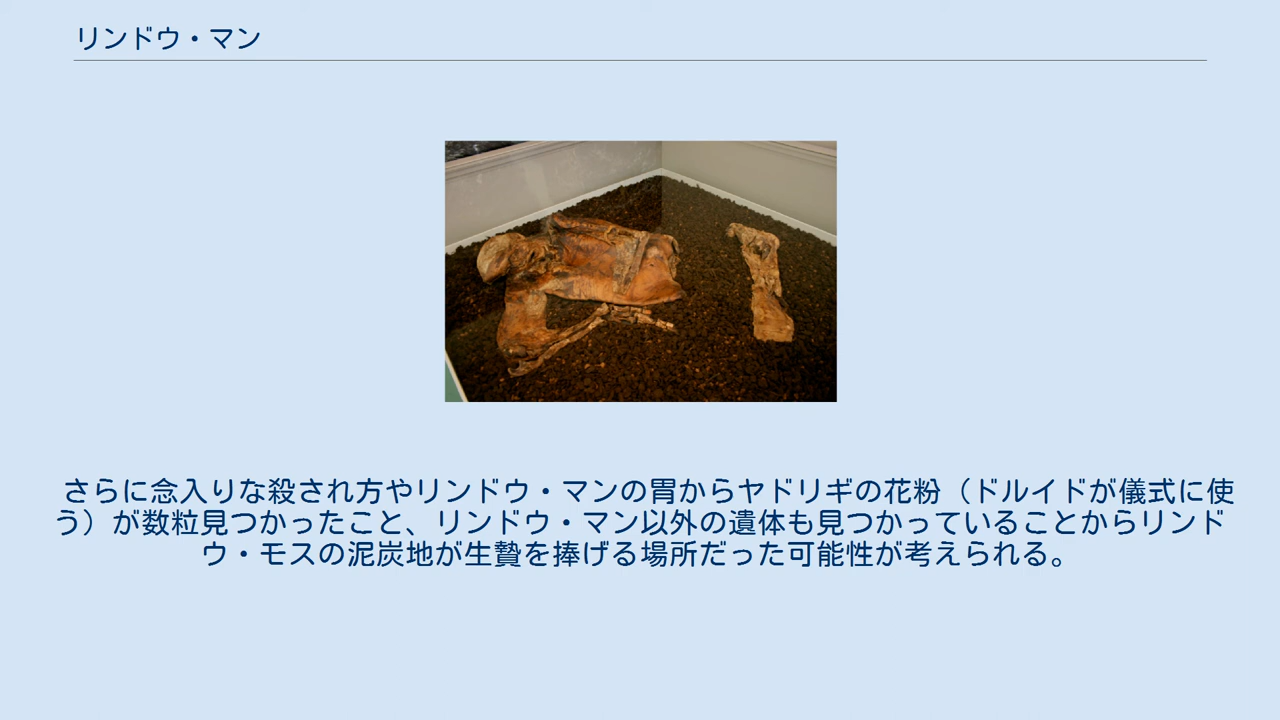 リンドウ・マン
さらに念入りな殺され方やリンドウ・マンの胃からヤドリギの花粉（ドルイドが儀式に使
う）が数粒見つかったこと、リンドウ・マン以外の遺体も見つかっていることからリンド
ウ・モスの泥炭地が生贄を捧げる場所だった可能性が考えられる。